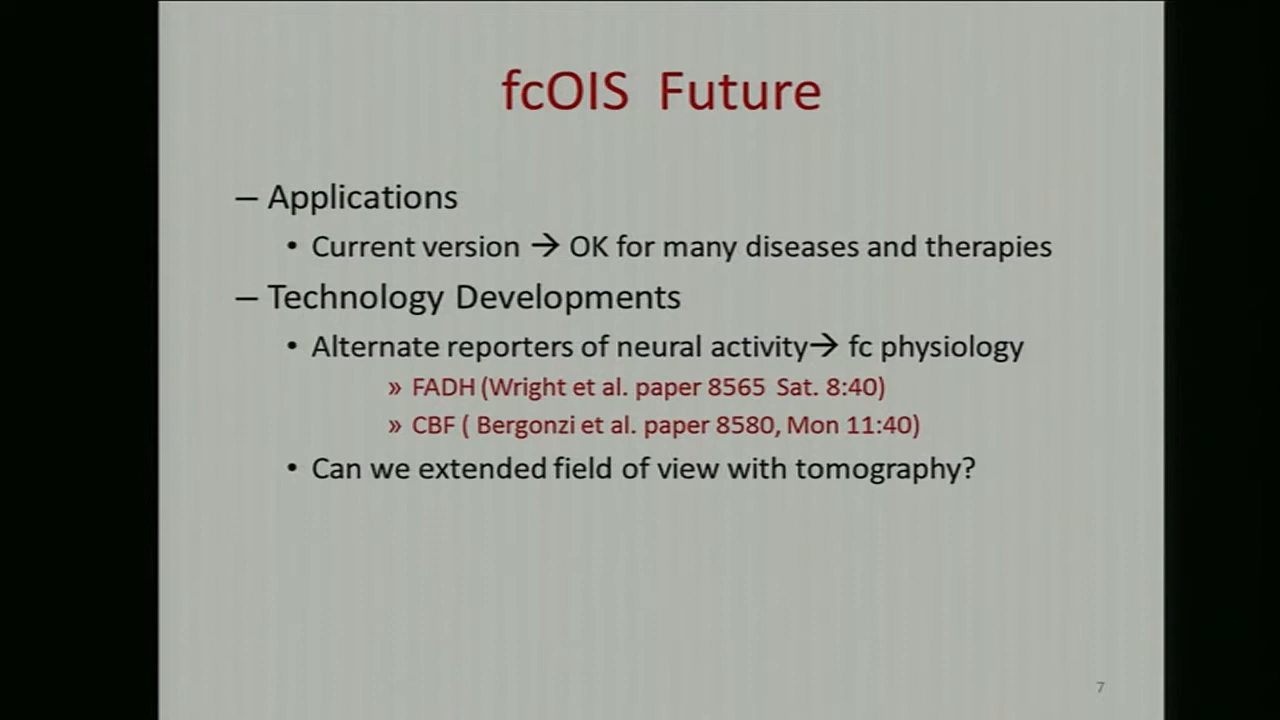 fcOIS Future
– Applications
• Current version → OK for many diseases and therapies
– Technology Developments
• Alternate reporters of neural activity→ fc physiology
» FADH (Wright et al. paper 8565 Sat. 8:40)
» CBF ( Bergonzi et al. paper 8580, Mon 11:40)
• Can we extended field of view with tomography?
7